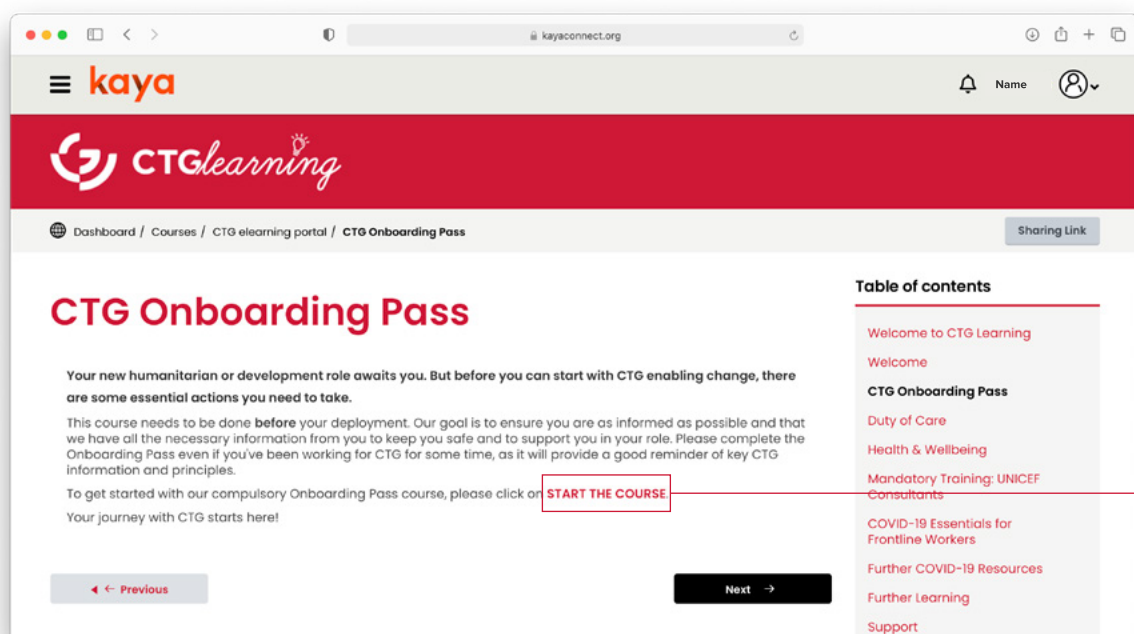 kayaconnect.org
kaya
Name
CTGlearning
Dashboard / Courses / CTG elearning portal / CTG Onboarding Pass
Sharing Link
CTG Onboarding Pass
Your new humanitarian or development role awaits you. But before you can start with CTG enabling change, there
are some essential actions you need to take.
This course needs to be done before your deployment. Our goal is to ensure you are as informed as possible and that
we have all the necessary information from you to keep you safe and to support you in your role. Please complete the
Onboarding Pass even if you've been working for CTG for some time, as it will provide a good reminder of key CTG
information and principles.
To get started with our compulsory Onboarding Pass course, please click on START THE COURSE.
Your journey with CTG starts here!
← Previous
Next →
Table of contents
Welcome to CTG Learning
Welcome
CTG Onboarding Pass
Duty of Care
Health & Wellbeing
Mandatory Training: UNICEF
Consultants
COVID-19 Essentials for
Frontline Workers
Further COVID-19 Resources
Further Learning
Support